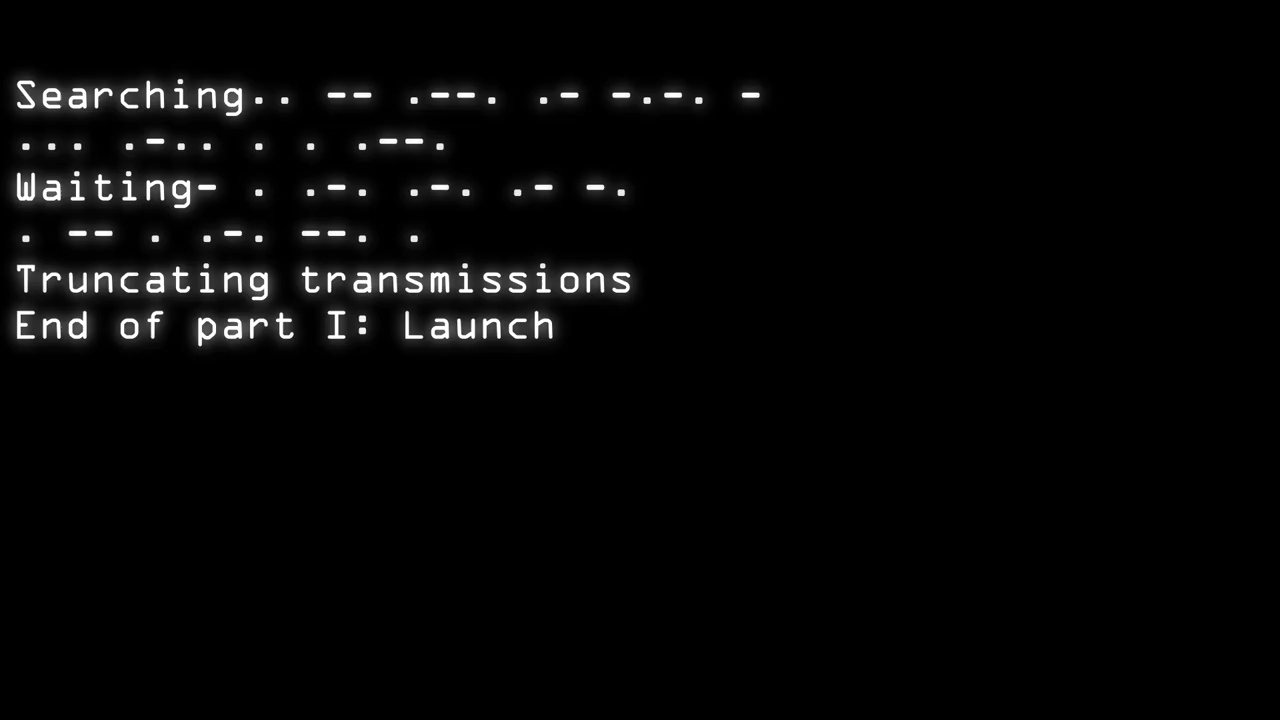 Searching.. -- .--. .- -.-. -
... .-.. . . .--.
Waiting- . .-. .-. .- -.
. -- . .-. --. .
Truncating transmissions
End of part I: Launch